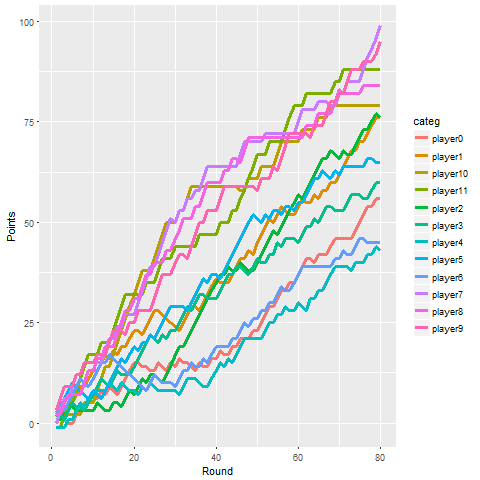 100
75
50
25
0
Points
0
20
40
60
80
Round
categ
player0
player1
player10
player11
player2
player3
player4
player5
player6
player7
player8
player9